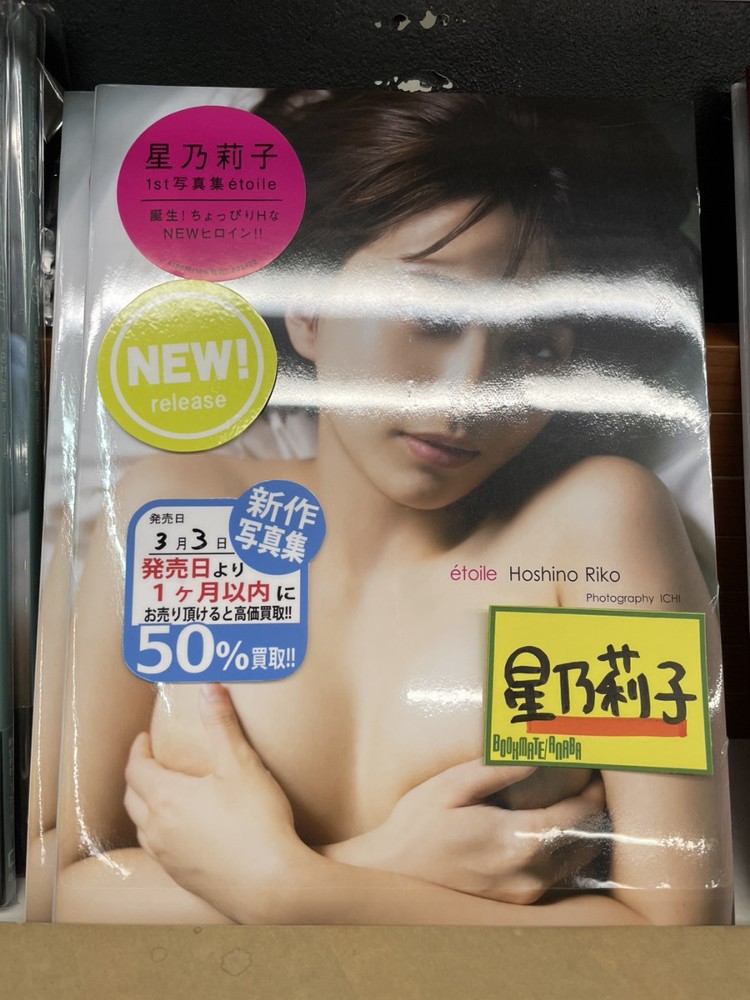 星乃莉子
1st写真集étoile
誕生!ちょっぴりHな
NEWヒロイン!!
NEW!
release
新作
写真集
発売日
3月3日
発売日より
1ヶ月以内に
お売り頂けると高価買取!!
50%買取!!
étoile Hoshino Riko
Photography ICHI
星乃莉子
BOOKMATE/RNABA